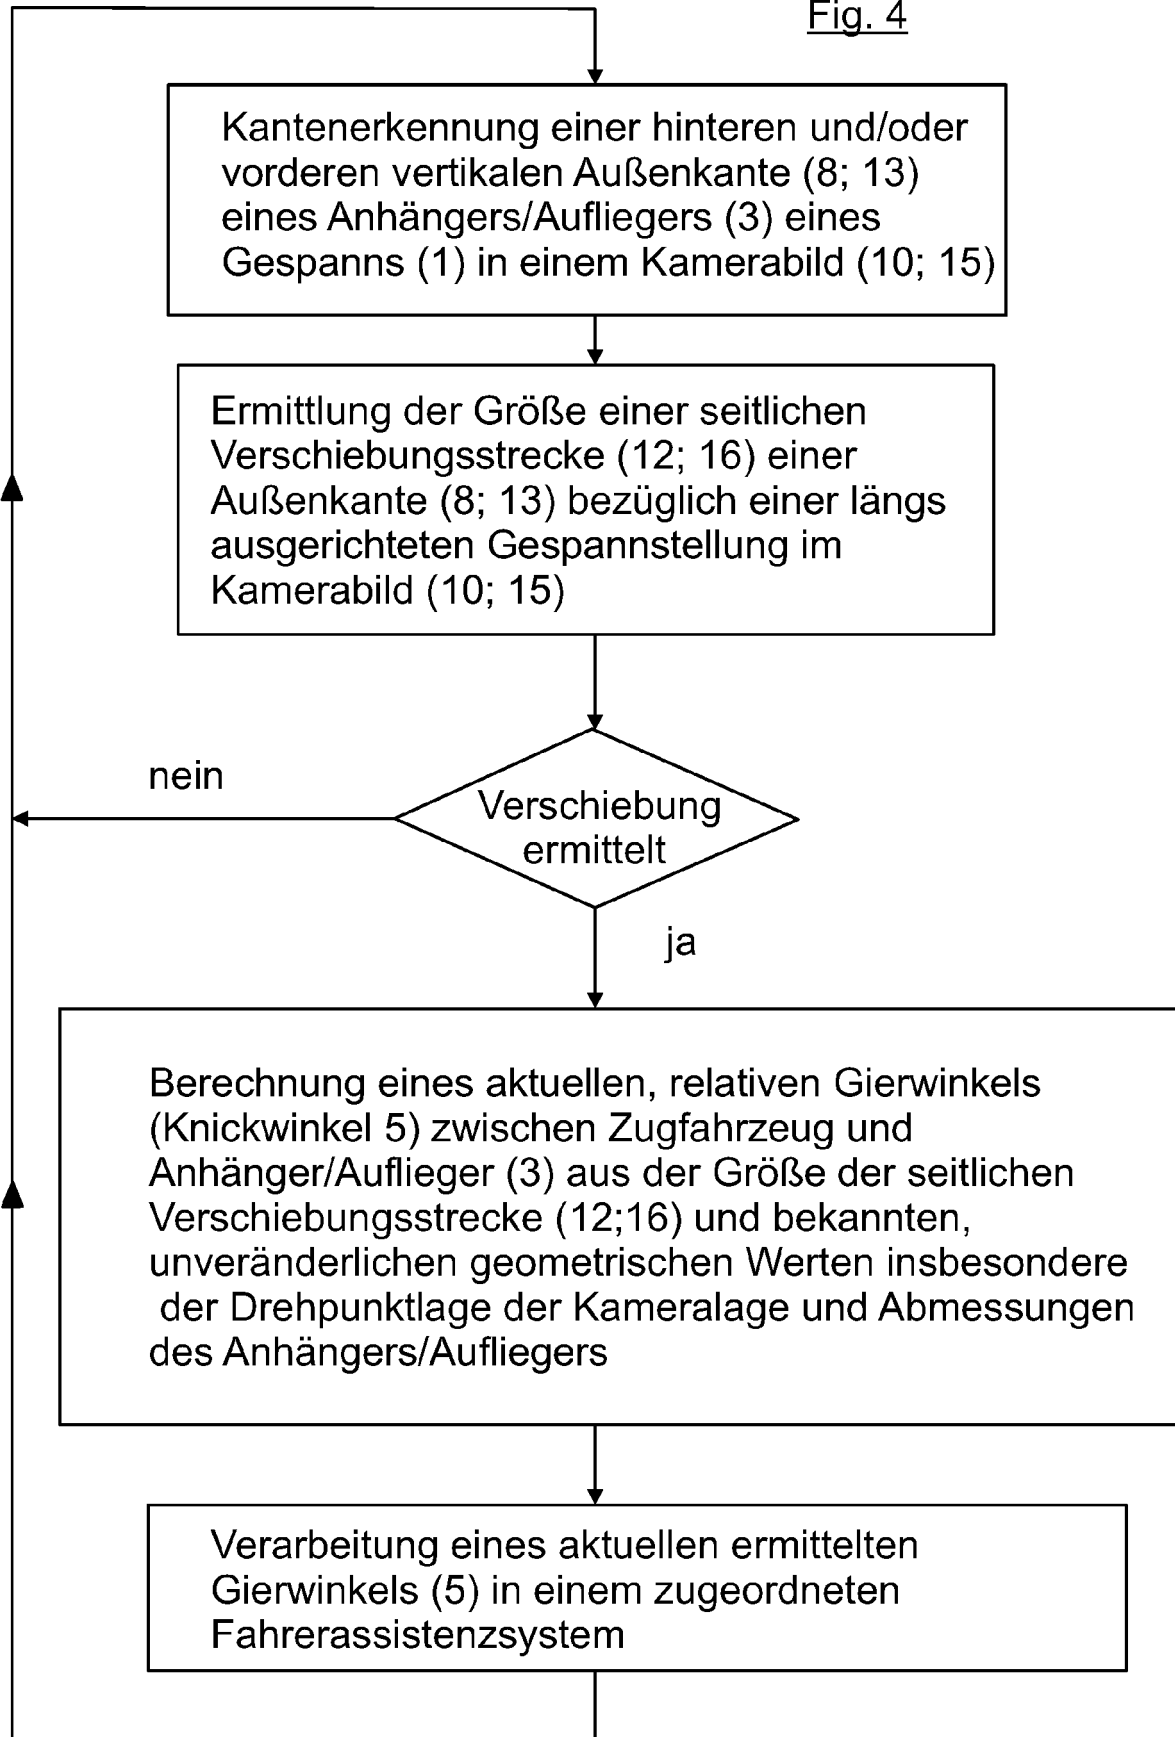 Fig. 4
Kantenerkennung einer hinteren und/oder
vorderen vertikalen Außenkante (8; 13)
eines Anhängers/Aufliegers (3) eines
Gespanns (1) in einem Kamerabild (10; 15)
Ermittlung der Größe einer seitlichen
Verschiebungsstrecke (12; 16) einer
Außenkante (8; 13) bezüglich einer längs
ausgerichteten Gespannstellung im
Kamerabild (10; 15)
nein
Verschiebung
ermittelt
ja
Berechnung eines aktuellen, relativen Gierwinkels
(Knickwinkel 5) zwischen Zugfahrzeug und
Anhänger/Auflieger (3) aus der Größe der seitlichen
Verschiebungsstrecke (12;16) und bekannten,
unveränderlichen geometrischen Werten insbesondere
der Drehpunktlage der Kameralage und Abmessungen
des Anhängers/Aufliegers
Verarbeitung eines aktuellen ermittelten
Gierwinkels (5) in einem zugeordneten
Fahrerassistenzsystem